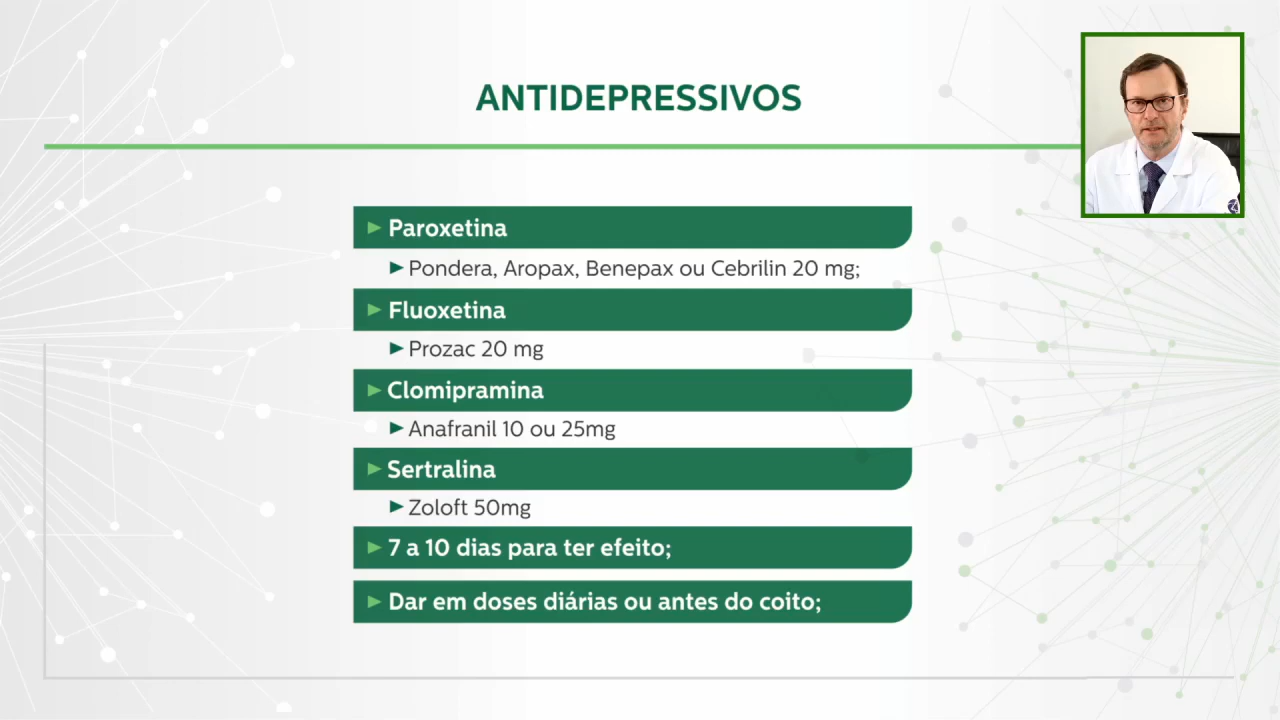 ANTIDEPRESSIVOS
Paroxetina
Pondera, Aropax, Benepax ou Cebrilin 20 mg;
Fluoxetina
Prozac 20 mg
Clomipramina
Anafranil 10 ou 25mg
Sertralina
Zoloft 50mg
7 a 10 dias para ter efeito;
Dar em doses diárias ou antes do coito;